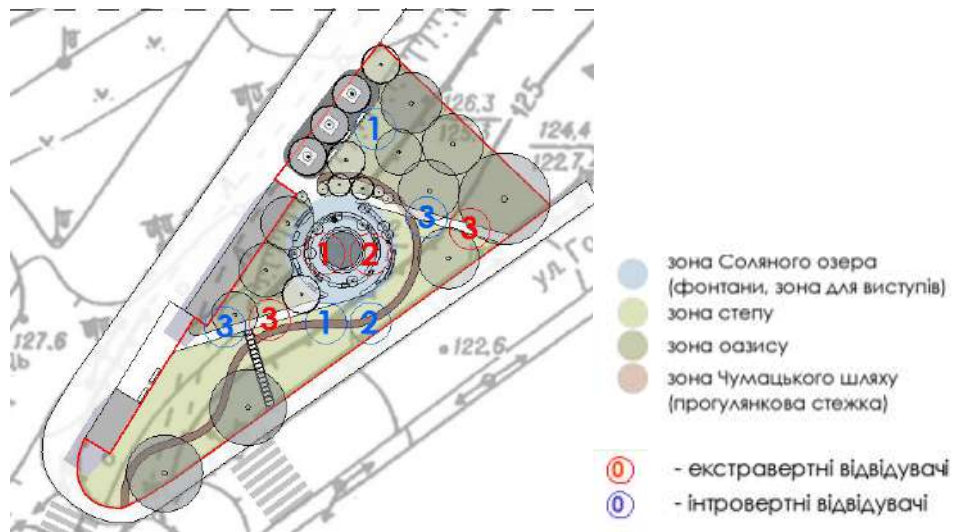 126,3
125
124,4
122,7
1
3
3
1
2
3
3
1
2
ул. Го
127.6
122,6
зона Соляного озера
(фонтани, зона для виступів)
зона степу
зона оазису
зона Чумацького шляху
(прогулянкова стежка)
0 - екстравертні відвідувачі
0 - інтровертні відвідувачі